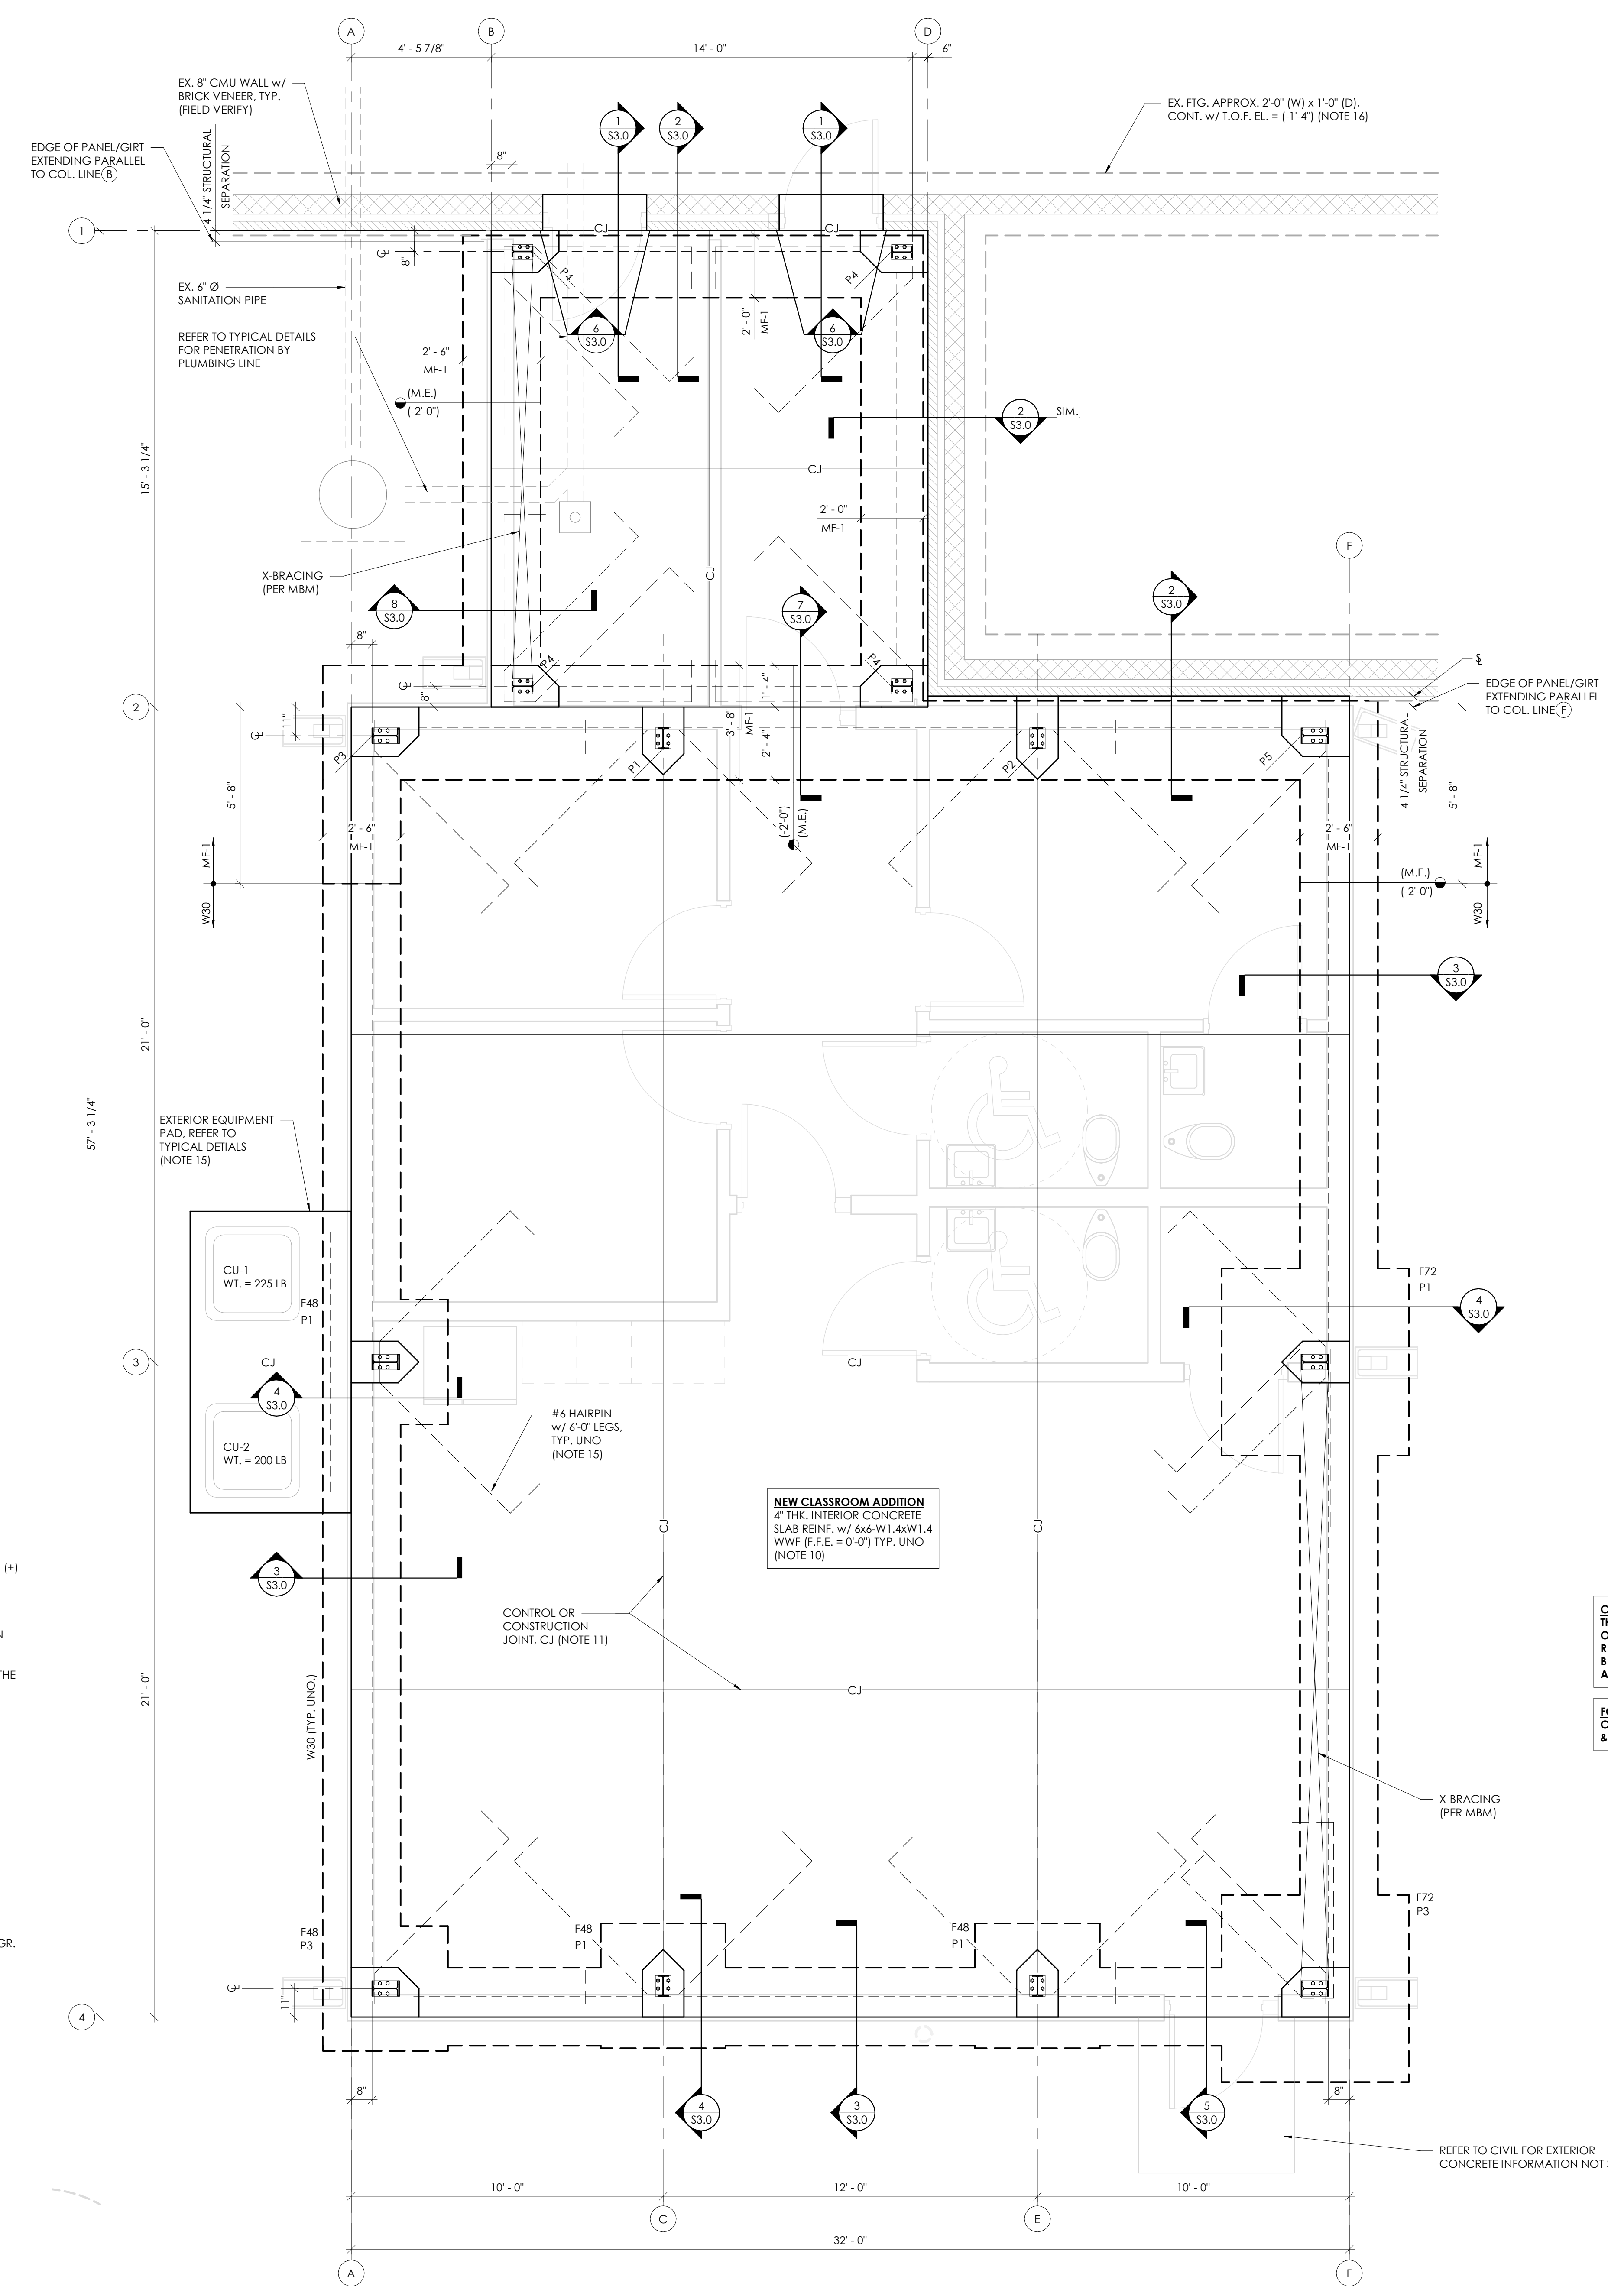 A
B
D
4' - 5 7/8"
14' - 0"
6"
EX. 8" CMU WALL w/
BRICK VENEER, TYP.
(FIELD VERIFY)
EX. FTG. APPROX. 2'-0" (W) x 1'-0" (D),
CONT. w/ T.O.F. EL. = (-1'-4") (NOTE 16)
1
S3.0
2
S3.0
1
S3.0
EDGE OF PANEL/GIRT
EXTENDING PARALLEL
TO COL. LINE B
4 1/4" STRUCTURAL
SEPARATION
8"
1
CJ
CJ
8"
P4
P4
EX. 6" Ø
SANITATION PIPE
REFER TO TYPICAL DETAILS
FOR PENETRATION BY
PLUMBING LINE
6
S3.0
6
S3.0
2' - 0"
MF-1
2' - 6"
MF-1
(M.E.)
(-2'-0")
2
S3.0
SIM.
15' - 3 1/4"
CJ
2' - 0"
MF-1
F
X-BRACING
(PER MBM)
CJ
8
S3.0
7
S3.0
2
S3.0
8"
P4
P4
8"
1' - 4"
3' - 8"
MF-1
2' - 4"
EDGE OF PANEL/GIRT
EXTENDING PARALLEL
TO COL. LINE F
2
11"
P3
P1
P2
P5
4 1/4" STRUCTURAL
SEPARATION
5' - 8"
5' - 8"
2' - 6"
MF-1
(-2'-0")
(M.E.)
2' - 6"
MF-1
MF-1
W30
(M.E.)
(-2'-0")
MF-1
W30
3
S3.0
21' - 0"
57' - 3 1/4"
EXTERIOR EQUIPMENT
PAD, REFER TO
TYPICAL DETIALS
(NOTE 15)
CU-1
WT. = 225 LB
F48
P1
F72
P1
4
S3.0
3
CJ
CJ
4
S3.0
#6 HAIRPIN
w/ 6'-0" LEGS,
TYP. UNO
(NOTE 15)
CU-2
WT. = 200 LB
NEW CLASSROOM ADDITION
4" THK. INTERIOR CONCRETE
SLAB REINF. w/ 6x6-W1.4xW1.4
WWF (F.F.E. = 0'-0") TYP. UNO
(NOTE 10)
CJ
CJ
3
S3.0
(+)
CONTROL OR
CONSTRUCTION
JOINT, CJ (NOTE 11)
THE
CJ
21' - 0"
W30 (TYP. UNO.)
X-BRACING
(PER MBM)
F48
P3
F48
P1
F48
P1
F72
P3
GR.
11"
4
8"
8"
4
S3.0
3
S3.0
5
S3.0
REFER TO CIVIL FOR EXTERIOR
CONCRETE INFORMATION NOT
10' - 0"
12' - 0"
10' - 0"
C
E
32' - 0"
A
F